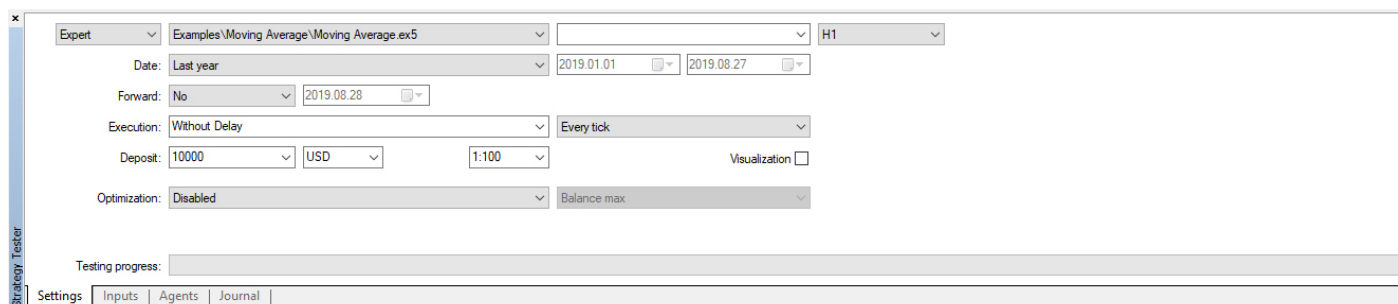 Expert Examples\Moving Average\Moving Average.ex5 H1
Date: Last year 2019.01.01 2019.08.27
Forward: No 2019.08.28
Execution: Without Delay Every tick
Deposit: 10000 USD 1:100 Visualization
Optimization: Disabled Balance max
Testing progress:
Strategy Tester
Settings Inputs Agents Journal